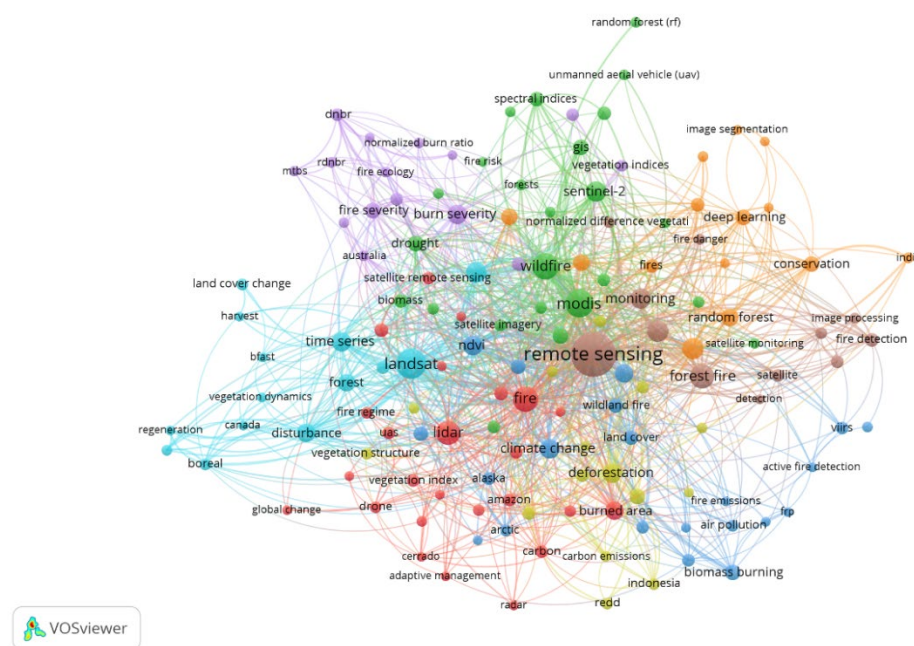 random forest (rf)
unmanned aerial vehicle (uav)
spectral indices
dnbr
image segmentation
normalized burn ratio
gis
rdnbr
fire risk
mtbs
fire ecology
vegetation indices
forests
sentinel-2
fire severity
burn severity
normalized difference vegetati
deep learning
drought
fire danger
australia
wildfire
fires
conservation
indi
satellite remote sensing
land cover change
biomass
modis
monitoring
harvest
satellite imagery
random forest
image processing
time series
ndvi
satellite monitoring
fire detection
bfast
landsat
remote sensing
forest
forest fire
satellite
vegetation dynamics
fire
wildland fire
detection
fire regime
regeneration
canada
disturbance
uas
lidar
land cover
viirs
climate change
vegetation structure
boreal
deforestation
active fire detection
vegetation index
alaska
amazon
fire emissions
global change
drone
burned area
frp
arctic
air pollution
cerrado
carbon
carbon emissions
adaptive management
biomass burning
indonesia
radar
redd
VOSviewer